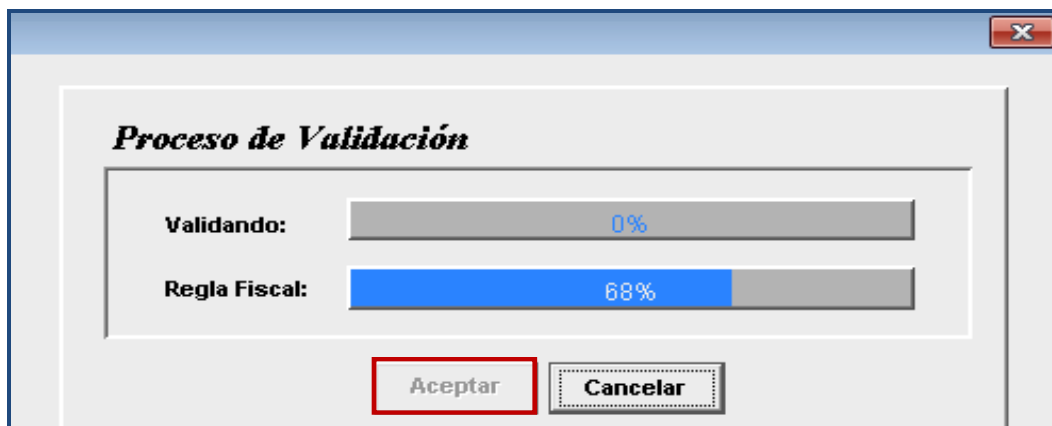 Proceso de Validación
Validando: 0%
Regla Fiscal: 68%
Aceptar Cancelar